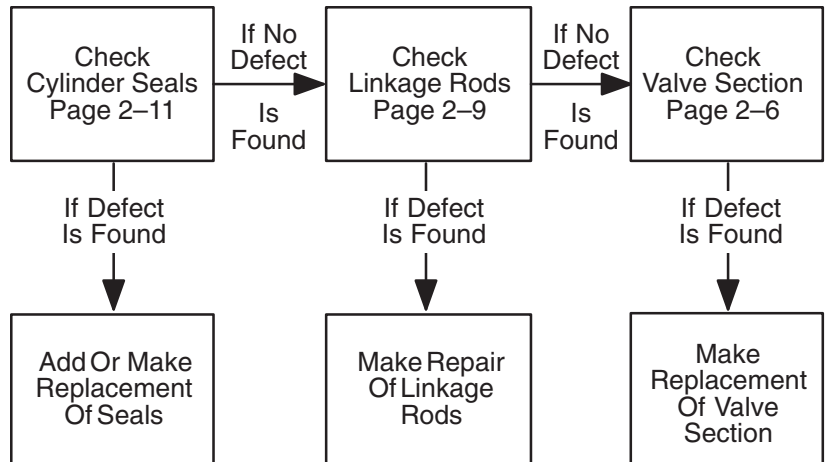 Check
Cylinder Seals
Page 2–11
If No
Defect
Is
Found
Check
Linkage Rods
Page 2–9
If No
Defect
Is
Found
Check
Valve Section
Page 2–6
If Defect
Is Found
If Defect
Is Found
If Defect
Is Found
Add Or Make
Replacement
Of Seals
Make Repair
Of Linkage
Rods
Make
Replacement
Of Valve
Section